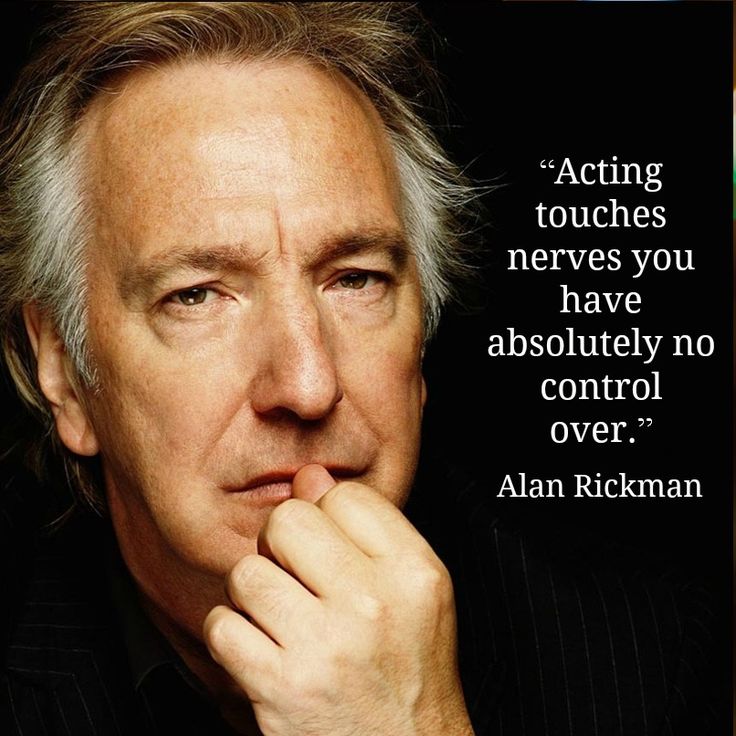 “Acting
touches
nerves you
have
absolutely no
control
over.”
Alan Rickman